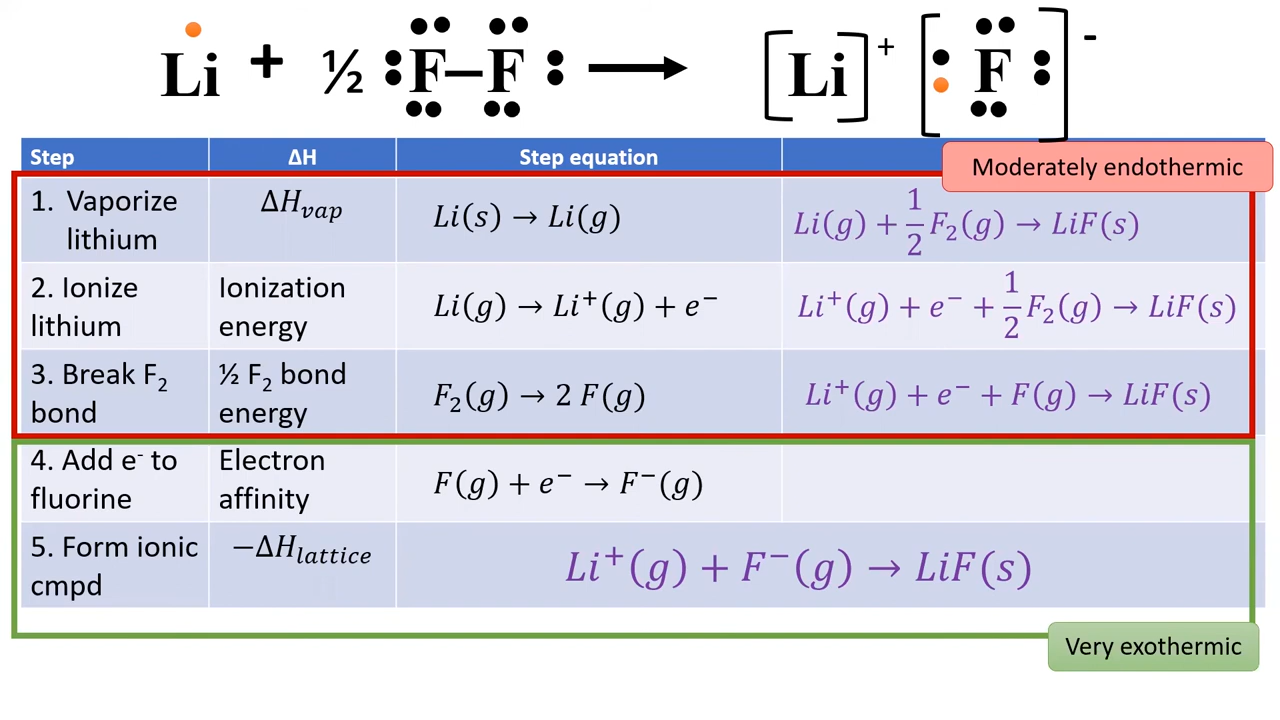 Li + ½ F–F → [Li]⁺ [F]⁻
Step ΔH Step equation
Moderately endothermic
1. Vaporize
lithium
ΔH_vap
Li(s) → Li(g)
Li(g) + 1/2 F₂(g) → LiF(s)
2. Ionize
lithium
Ionization
energy
Li(g) → Li⁺(g) + e⁻
Li⁺(g) + e⁻ + 1/2 F₂(g) → LiF(s)
3. Break F₂
bond
½ F₂ bond
energy
F₂(g) → 2 F(g)
Li⁺(g) + e⁻ + F(g) → LiF(s)
4. Add e⁻ to
fluorine
Electron
affinity
F(g) + e⁻ → F⁻(g)
5. Form ionic
cmpd
−ΔH_lattice
Li⁺(g) + F⁻(g) → LiF(s)
Very exothermic